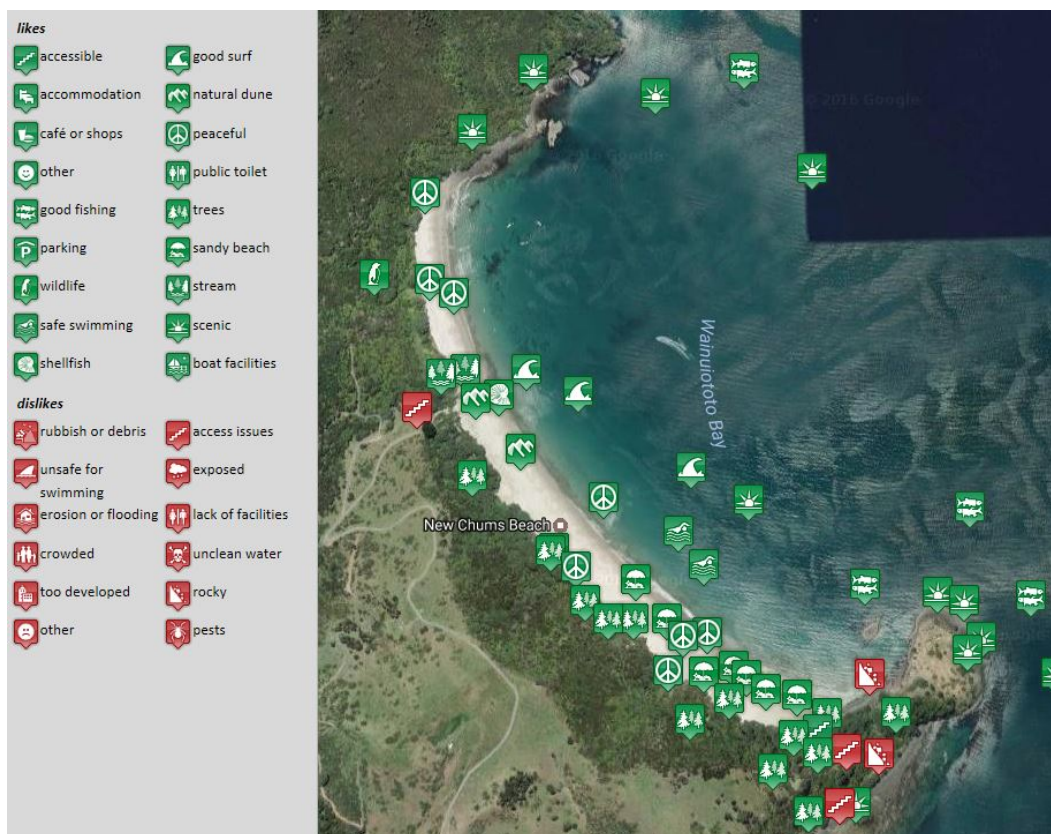 likes
accessible
good surf
accommodation
natural dune
café or shops
peaceful
other
public toilet
good fishing
trees
parking
sandy beach
wildlife
stream
safe swimming
scenic
shellfish
boat facilities
dislikes
rubbish or debris
access issues
unsafe for
swimming
exposed
erosion or flooding
lack of facilities
crowded
unclean water
too developed
rocky
other
pests
2016 Google
Wainuiototo Bay
New Chums Beach